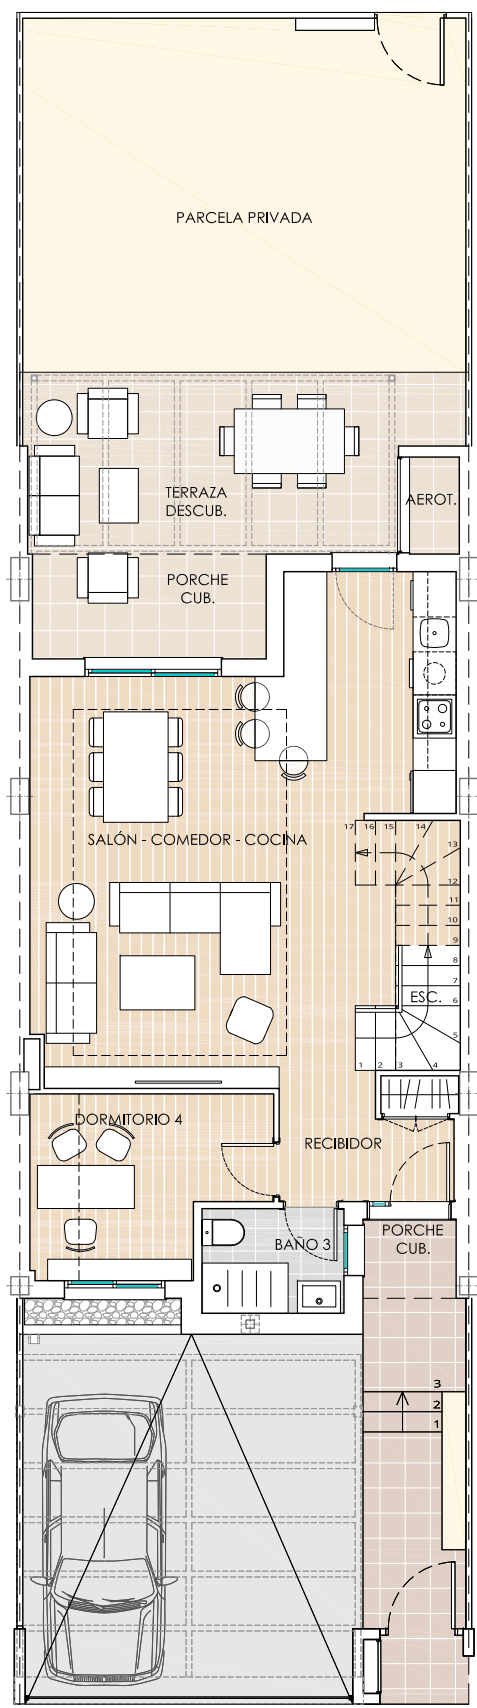 PARCELA PRIVADA
TERRAZA
DESCUB.
AEROT.
PORCHE
CUB.
SALÓN - COMEDOR - COCINA
17
16
15
14
13
12
11
10
9
8
7
6
5
4
3
2
1
ESC.
DORMITORIO 4
RECIBIDOR
BAÑO 3
PORCHE
CUB.
3
2
1